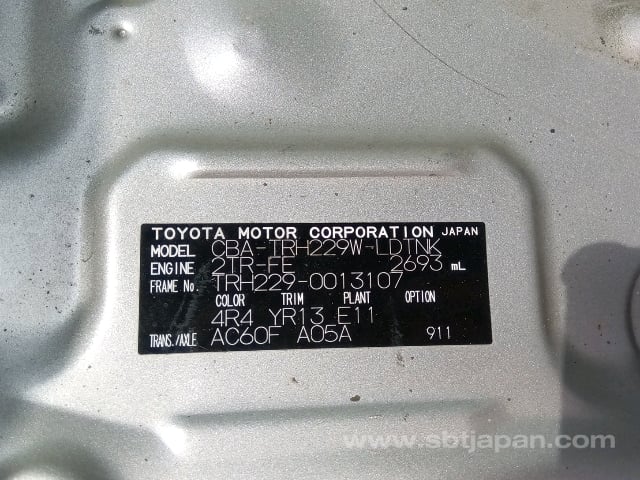 TOYOTA MOTOR CORPORATION JAPAN
MODEL CBA-TRH229W-LDTNK
ENGINE 2TR-FE 2693 mL
FRAME No. TRH229-0013107
COLOR TRIM PLANT OPTION
4R4 YR13 E11
TRANS./AXLE AC60F A05A 911
www.sbtjapan.com